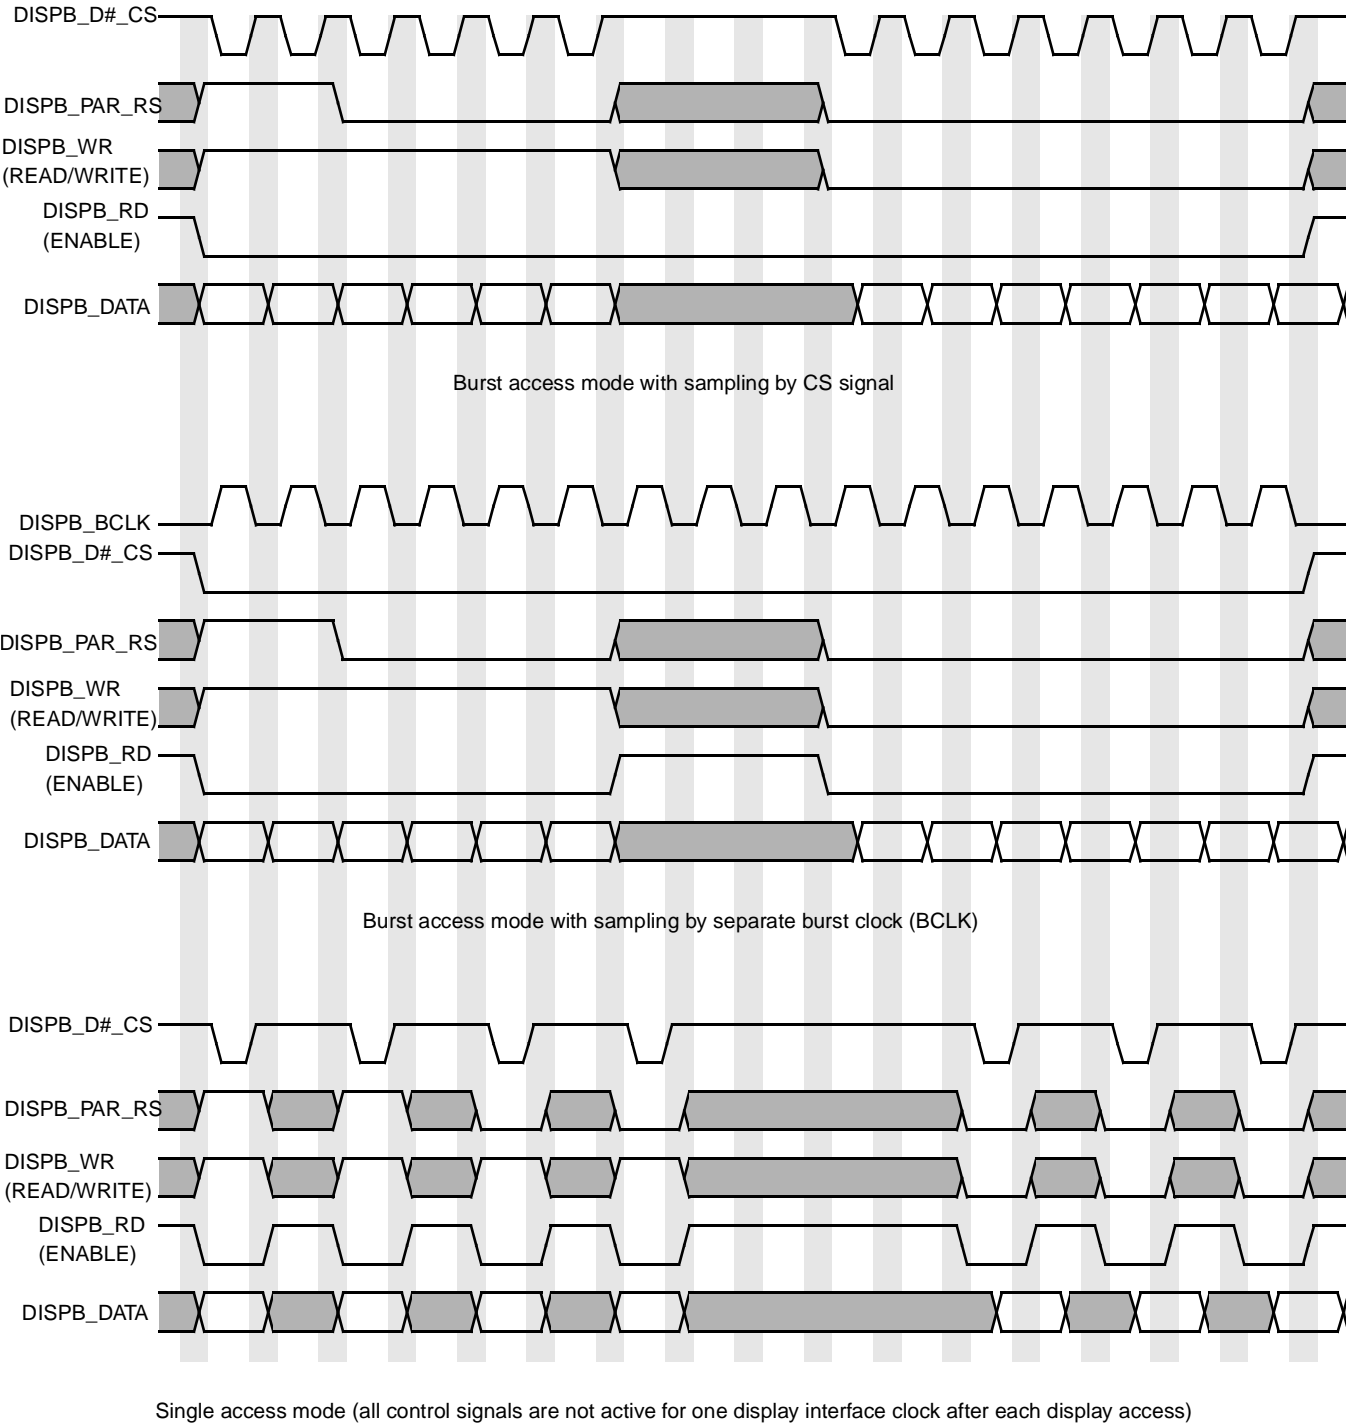 DISPB_D#_CS
DISPB_PAR_RS
DISPB_WR
(READ/WRITE)
DISPB_RD
(ENABLE)
DISPB_DATA
Burst access mode with sampling by CS signal
DISPB_BCLK
DISPB_D#_CS
DISPB_PAR_RS
DISPB_WR
(READ/WRITE)
DISPB_RD
(ENABLE)
DISPB_DATA
Burst access mode with sampling by separate burst clock (BCLK)
DISPB_D#_CS
DISPB_PAR_RS
DISPB_WR
(READ/WRITE)
DISPB_RD
(ENABLE)
DISPB_DATA
Single access mode (all control signals are not active for one display interface clock after each display access)